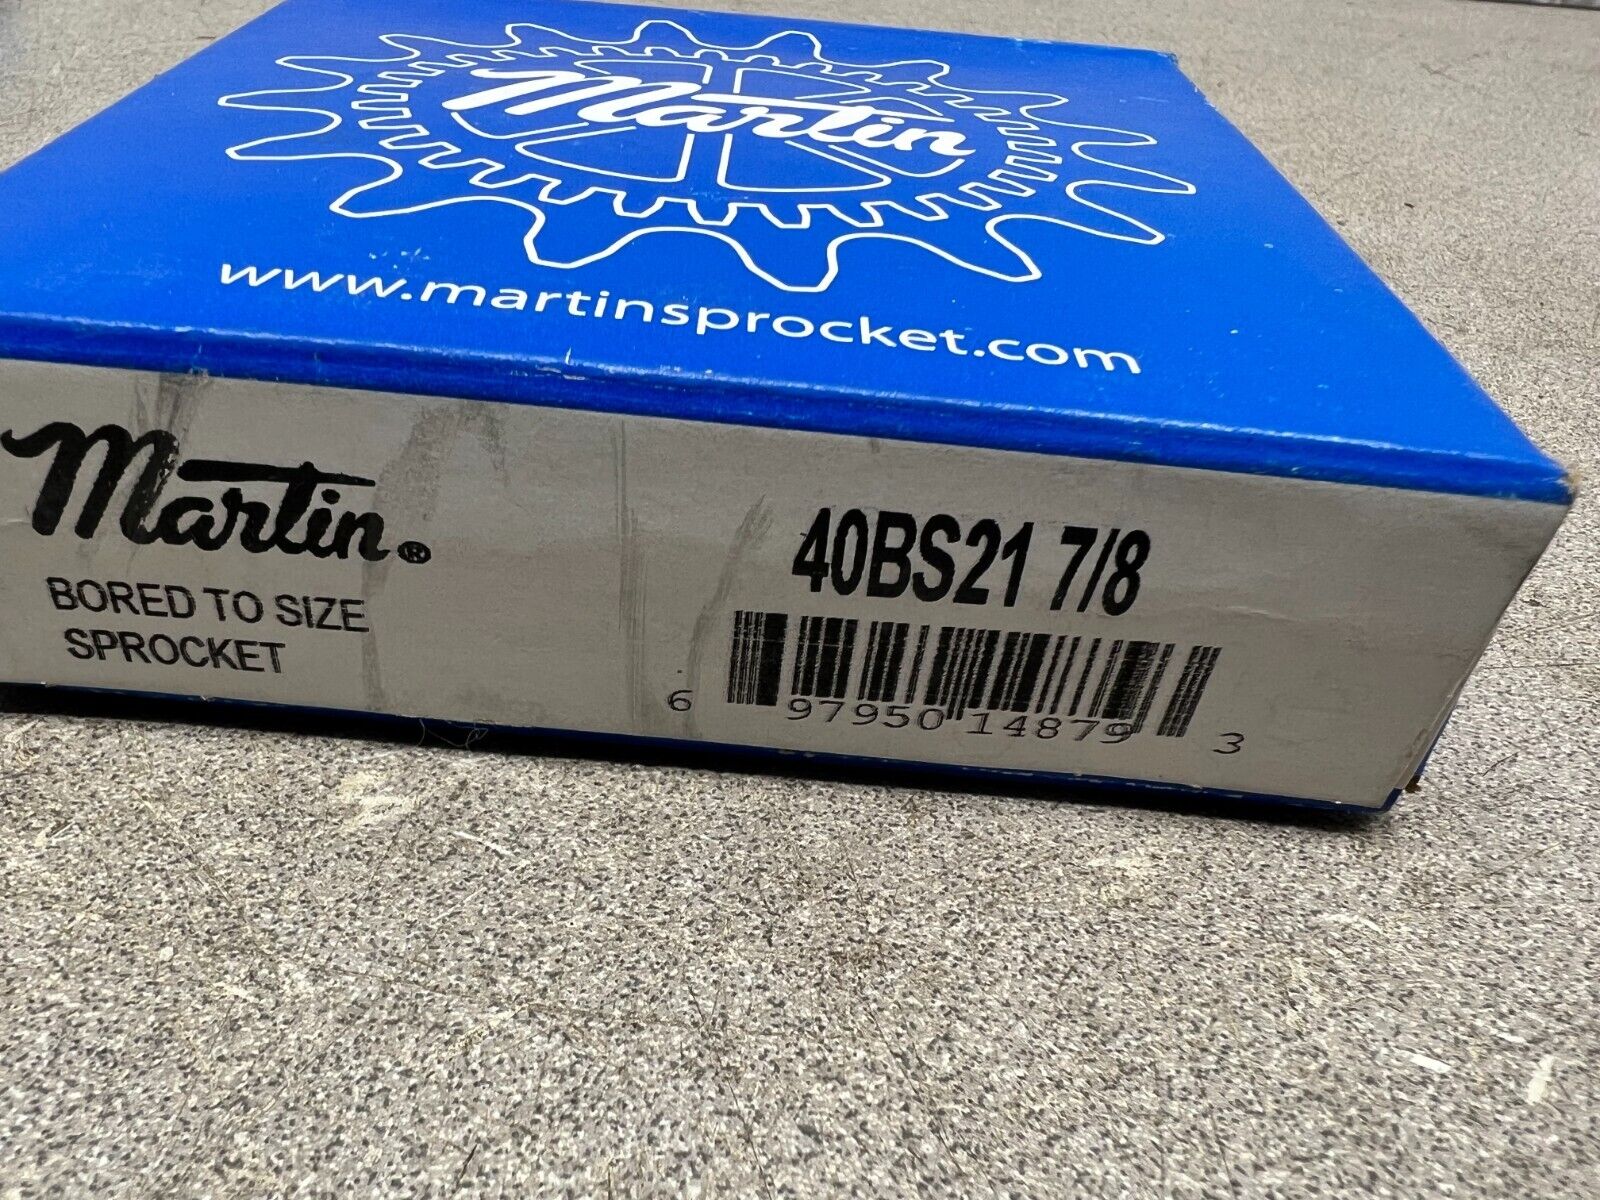 Martin
www.martinsprocket.com
Martin®
BORED TO SIZE
SPROCKET
40BS21 7/8
6 97950 14879 3